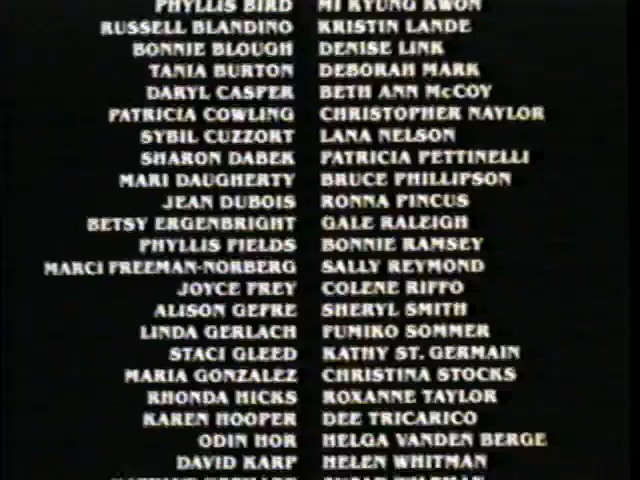 PHYLLIS BIRD MI KYUNG KWON
RUSSELL BLANDINO KRISTIN LANDE
BONNIE BLOUGH DENISE LINK
TANIA BURTON DEBORAH MARK
DARYL CASPER BETH ANN McCOY
PATRICIA COWLING CHRISTOPHER NAYLOR
SYBIL CUZZORT LANA NELSON
SHARON DABEK PATRICIA PETTINELLI
MARI DAUGHERTY BRUCE PHILLIPSON
JEAN DUBOIS RONNA PINCUS
BETSY ERGENBRIGHT GALE RALEIGH
PHYLLIS FIELDS BONNIE RAMSEY
MARCI FREEMAN-NORBERG SALLY REYMOND
JOYCE FREY COLENE RIFFO
ALISON GEFRE SHERYL SMITH
LINDA GERLACH FUMIKO SOMMER
STACI GLEED KATHY ST. GERMAIN
MARIA GONZALEZ CHRISTINA STOCKS
RHONDA HICKS ROXANNE TAYLOR
KAREN HOOPER DEE TRICARICO
ODIN HOR HELGA VANDEN BERGE
DAVID KARP HELEN WHITMAN